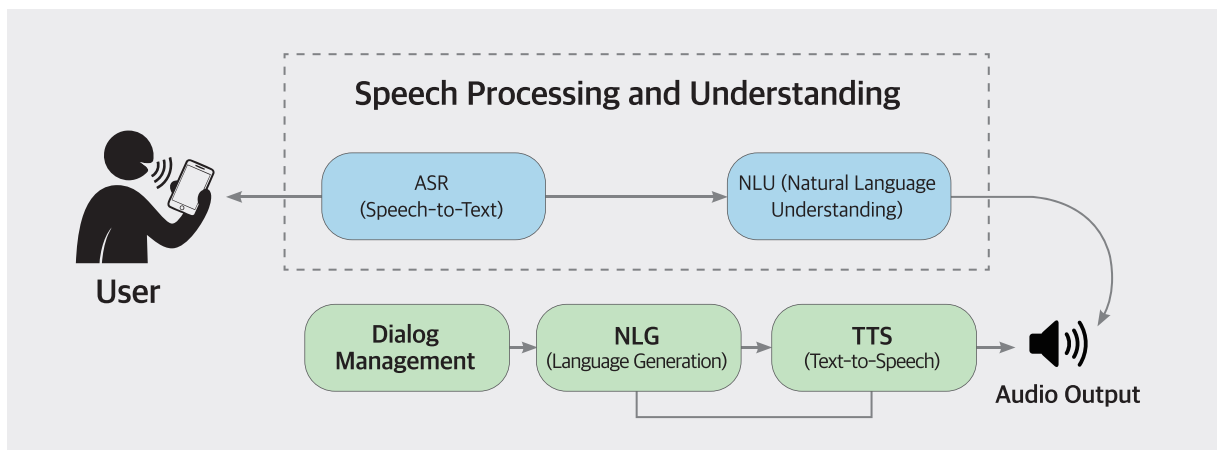 Speech Processing and Understanding
ASR
(Speech-to-Text)
NLU (Natural Language
Understanding)
User
Dialog
Management
NLG
(Language Generation)
TTS
(Text-to-Speech)
Audio Output